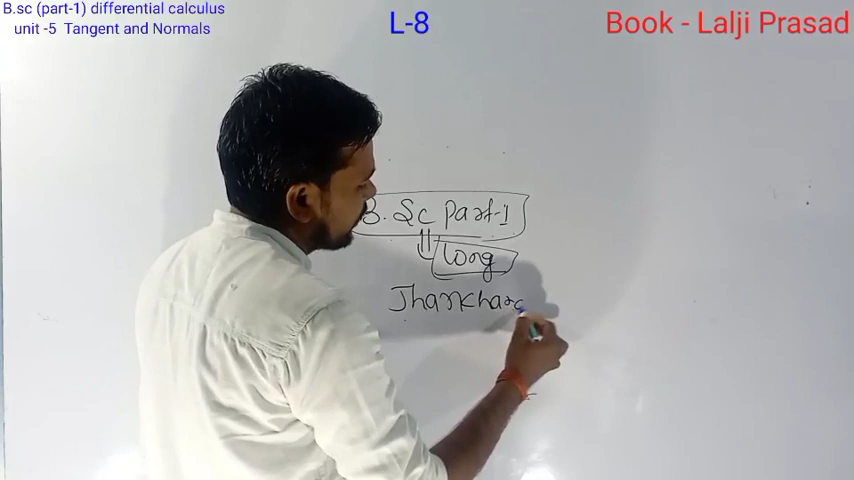 B.sc (part-1) differential calculus
unit -5 Tangent and Normals
L-8
Book - Lalji Prasad
B. Sc part-1
Long
Jharkhand